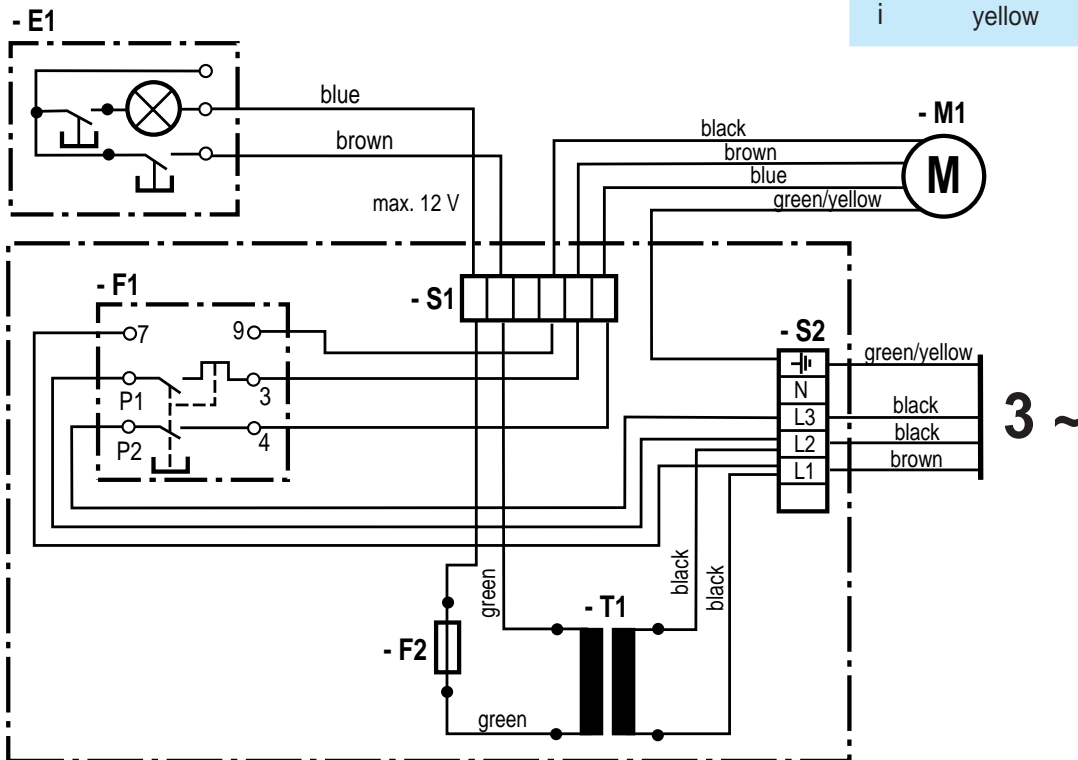 i yellow
- E1
blue
brown
max. 12 V
- M1
black
brown
blue
green/yellow
M
- F1
7
9
P1
3
P2
4
- S1
- S2
N
L3
L2
L1
green/yellow
black
black
brown
3 ~
green
black
black
- T1
- F2
green